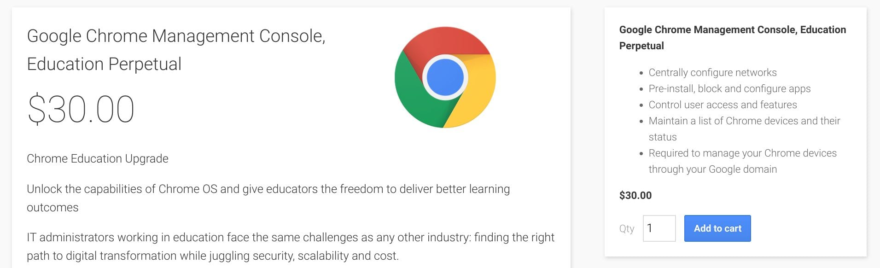 Google Chrome Management Console,
Education Perpetual
$30.00
Chrome Education Upgrade
Unlock the capabilities of Chrome OS and give educators the freedom to deliver better learning
outcomes
IT administrators working in education face the same challenges as any other industry: finding the right
path to digital transformation while juggling security, scalability and cost.
Google Chrome Management Console, Education
Perpetual
• Centrally configure networks
• Pre-install, block and configure apps
• Control user access and features
• Maintain a list of Chrome devices and their
status
• Required to manage your Chrome devices
through your Google domain
$30.00
Qty 1 Add to cart